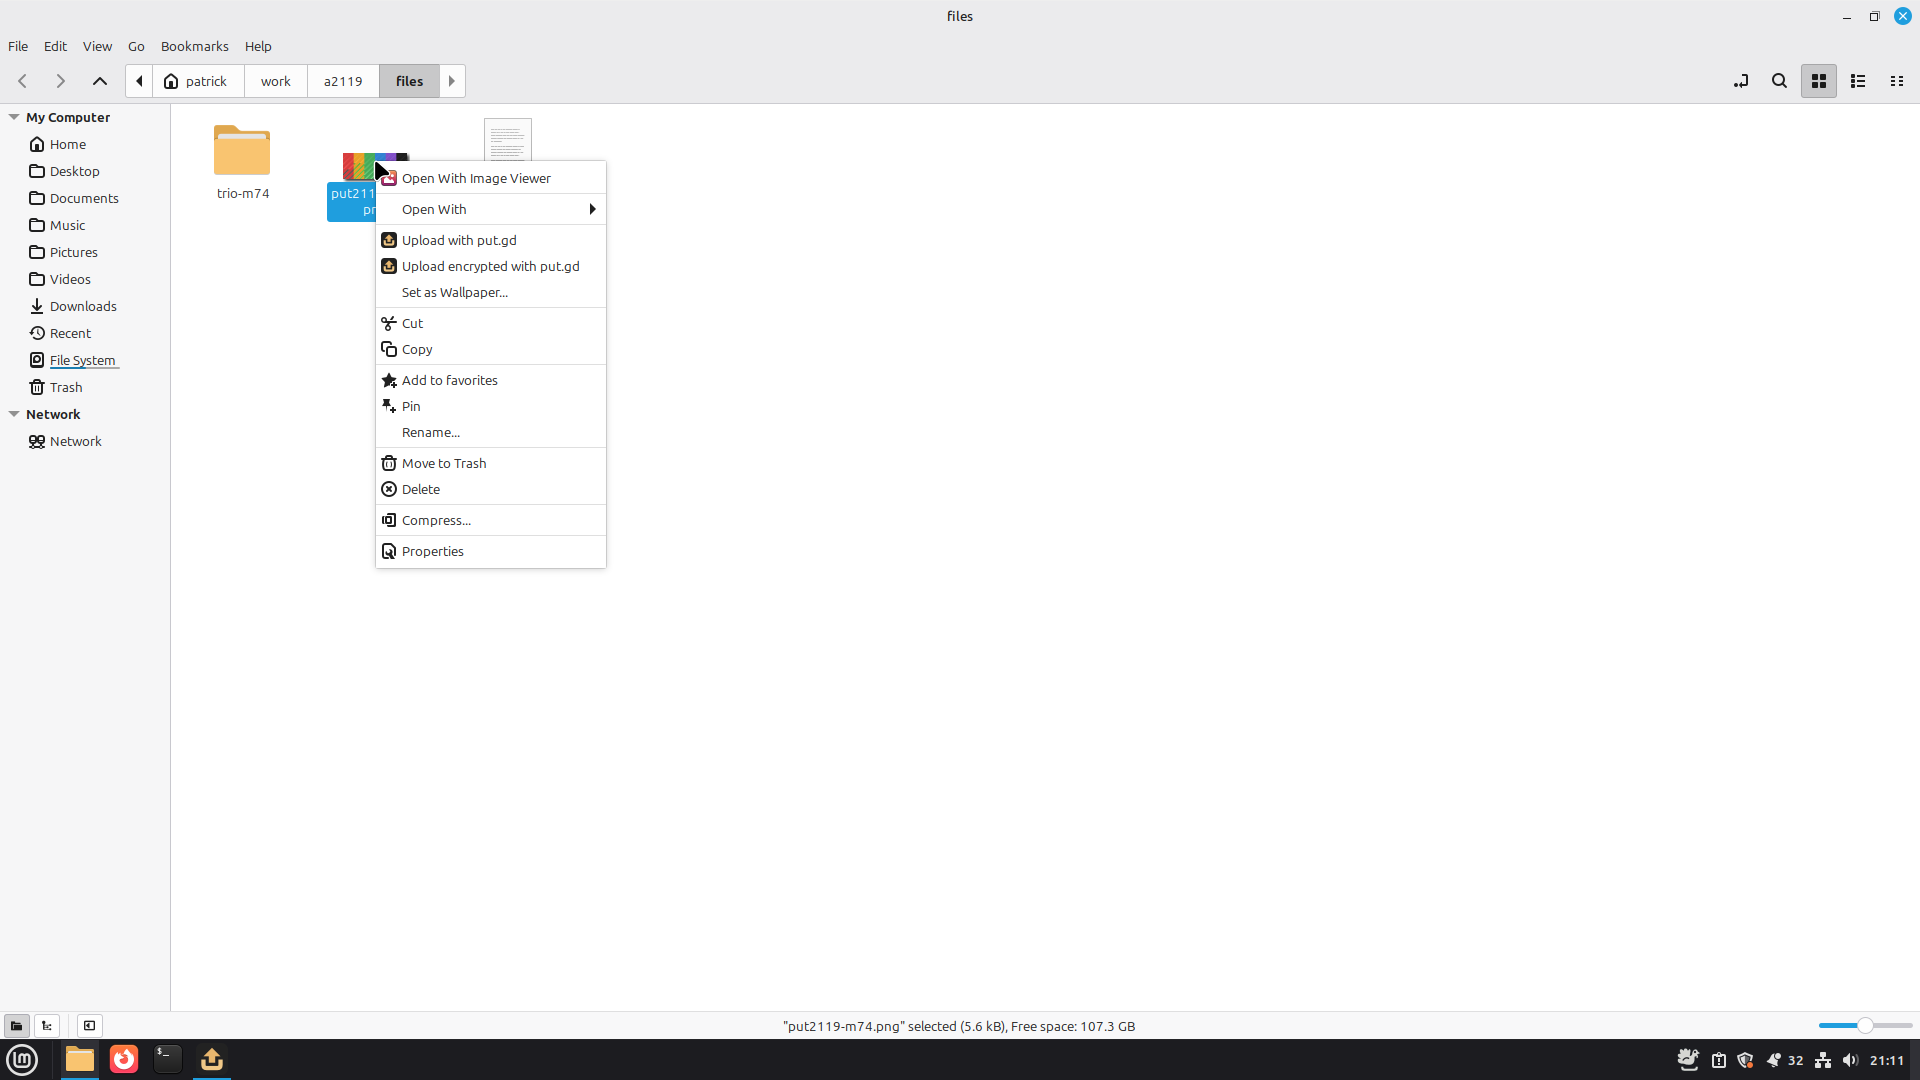 files
File Edit View Go Bookmarks Help
patrick work a2119 files
My Computer
Home
Desktop
Documents
Music
Pictures
Videos
Downloads
Recent
File System
Trash
Network
Network
trio-m74
Open With Image Viewer
Open With
Upload with put.gd
Upload encrypted with put.gd
Set as Wallpaper...
Cut
Copy
Add to favorites
Pin
Rename...
Move to Trash
Delete
Compress...
Properties
"put2119-m74.png" selected (5.6 kB), Free space: 107.3 GB
32 21:11